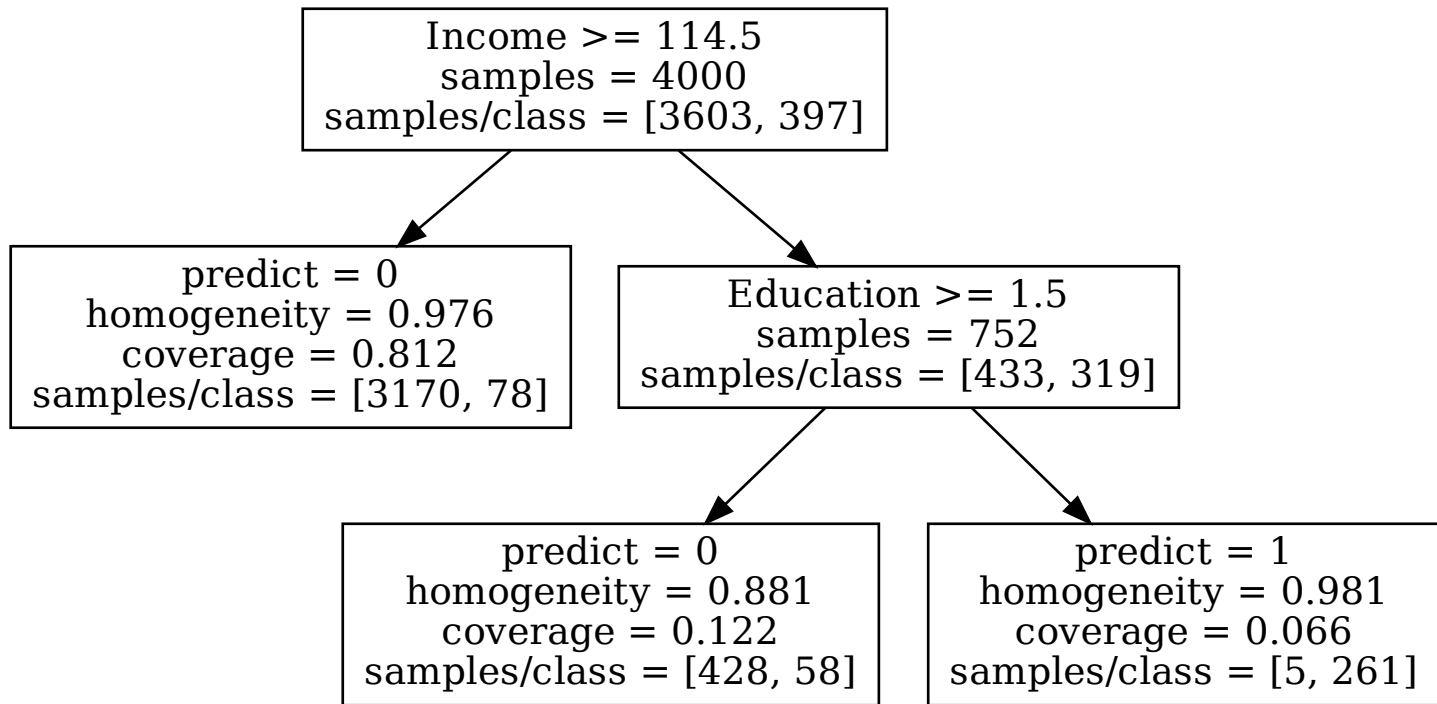 Income >= 114.5
samples = 4000
samples/class = [3603, 397]
predict = 0
homogeneity = 0.976
coverage = 0.812
samples/class = [3170, 78]
Education >= 1.5
samples = 752
samples/class = [433, 319]
predict = 0
homogeneity = 0.881
coverage = 0.122
samples/class = [428, 58]
predict = 1
homogeneity = 0.981
coverage = 0.066
samples/class = [5, 261]